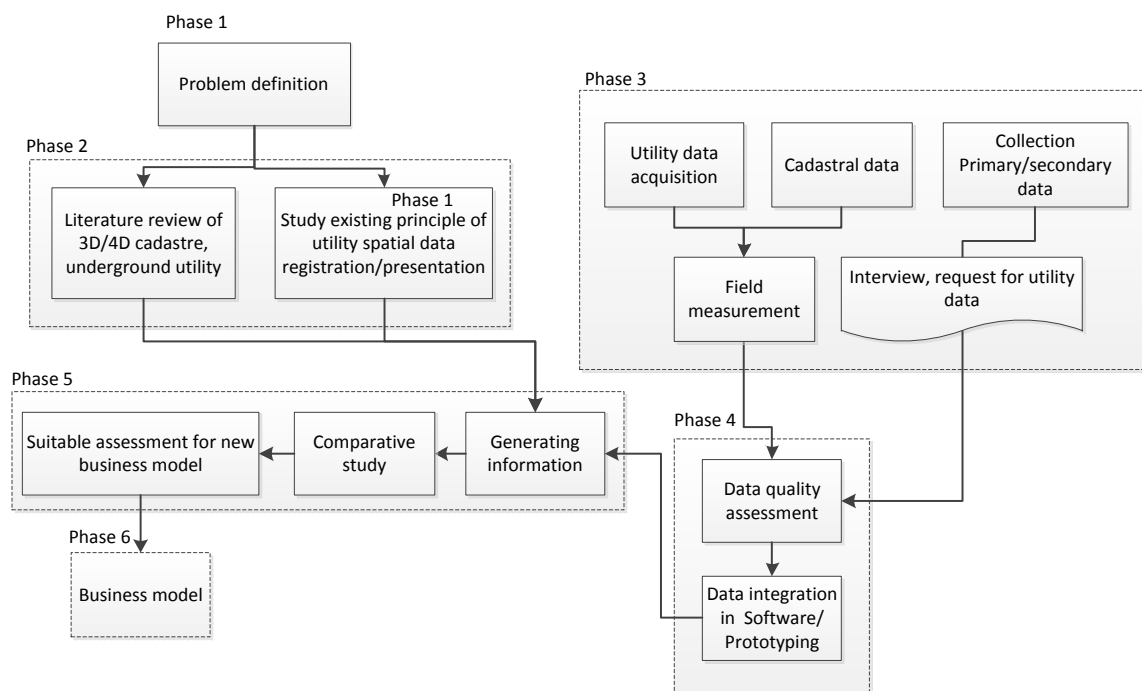 Phase 1
Problem definition
Phase 2
Literature review of
3D/4D cadastre,
underground utility
Phase 1
Study existing principle of
utility spatial data
registration/presentation
Phase 3
Utility data
acquisition
Cadastral data
Collection
Primary/secondary
data
Field
measurement
Interview, request for utility
data
Phase 4
Data quality
assessment
Data integration
in Software/
Prototyping
Phase 5
Suitable assessment for new
business model
Comparative
study
Generating
information
Phase 6
Business model